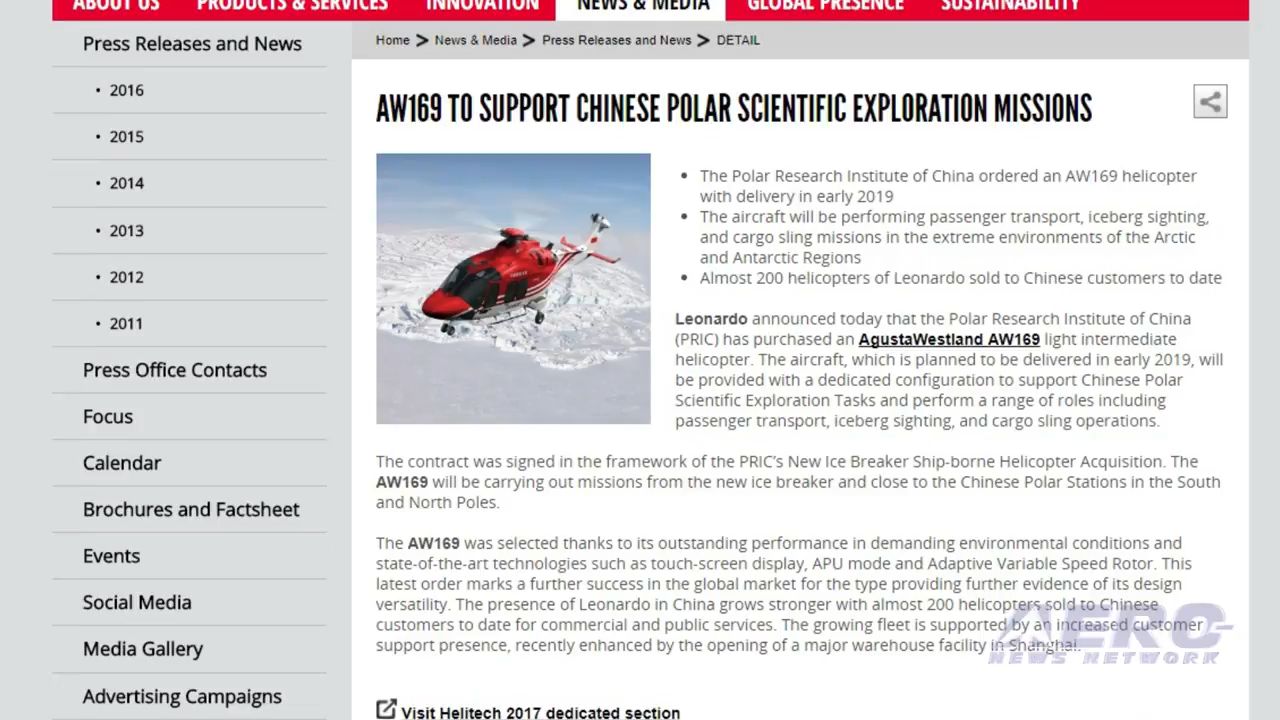 ABOUT US PRODUCTS & SERVICES INNOVATION NEWS & MEDIA GLOBAL PRESENCE SUSTAINABILITY
Press Releases and News
• 2016
• 2015
• 2014
• 2013
• 2012
• 2011
Press Office Contacts
Focus
Calendar
Brochures and Factsheet
Events
Social Media
Media Gallery
Advertising Campaigns
Home > News & Media > Press Releases and News > DETAIL
AW169 TO SUPPORT CHINESE POLAR SCIENTIFIC EXPLORATION MISSIONS
• The Polar Research Institute of China ordered an AW169 helicopter
with delivery in early 2019
• The aircraft will be performing passenger transport, iceberg sighting,
and cargo sling missions in the extreme environments of the Arctic
and Antarctic Regions
• Almost 200 helicopters of Leonardo sold to Chinese customers to date
Leonardo announced today that the Polar Research Institute of China
(PRIC) has purchased an AgustaWestland AW169 light intermediate
helicopter. The aircraft, which is planned to be delivered in early 2019, will
be provided with a dedicated configuration to support Chinese Polar
Scientific Exploration Tasks and perform a range of roles including
passenger transport, iceberg sighting, and cargo sling operations.
The contract was signed in the framework of the PRIC's New Ice Breaker Ship-borne Helicopter Acquisition. The
AW169 will be carrying out missions from the new ice breaker and close to the Chinese Polar Stations in the South
and North Poles.
The AW169 was selected thanks to its outstanding performance in demanding environmental conditions and
state-of-the-art technologies such as touch-screen display, APU mode and Adaptive Variable Speed Rotor. This
latest order marks a further success in the global market for the type providing further evidence of its design
versatility. The presence of Leonardo in China grows stronger with almost 200 helicopters sold to Chinese
customers to date for commercial and public services. The growing fleet is supported by an increased customer
support presence, recently enhanced by the opening of a major warehouse facility in Shanghai.
AERO
NEWS NETWORK
Visit Helitech 2017 dedicated section